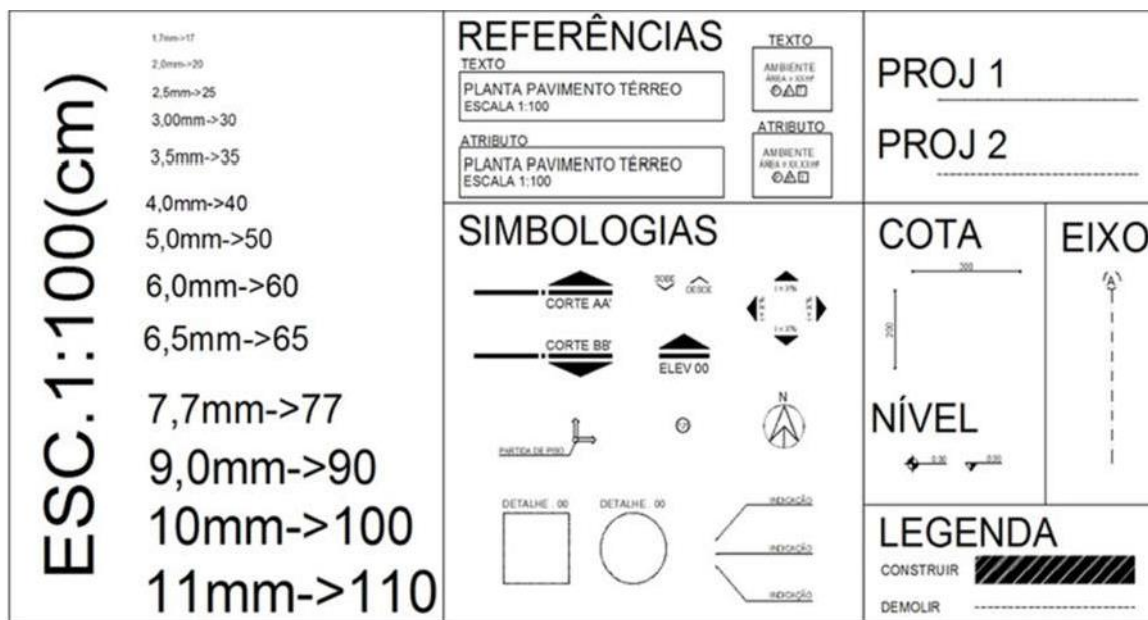 ESC.1:100(cm)
1,7mm->17
2,0mm->20
2,5mm->25
3,00mm->30
3,5mm->35
4,0mm->40
5,0mm->50
6,0mm->60
6,5mm->65
7,7mm->77
9,0mm->90
10mm->100
11mm->110
REFERÊNCIAS
TEXTO
PLANTA PAVIMENTO TÉRREO
ESCALA 1:100
ATRIBUTO
PLANTA PAVIMENTO TÉRREO
ESCALA 1:100
TEXTO
AMBIENTE
ATRIBUTO
AMBIENTE
PROJ 1
PROJ 2
SIMBOLOGIAS
CORTE AA'
SOBE
DESCE
CORTE BB'
ELEV 00
N
PARTIDA DE PISO
DETALHE . 00
DETALHE . 00
INDICAÇÃO
INDICAÇÃO
INDICAÇÃO
COTA
200
NÍVEL
0.00
0.00
EIXO
A
LEGENDA
CONSTRUIR
DEMOLIR